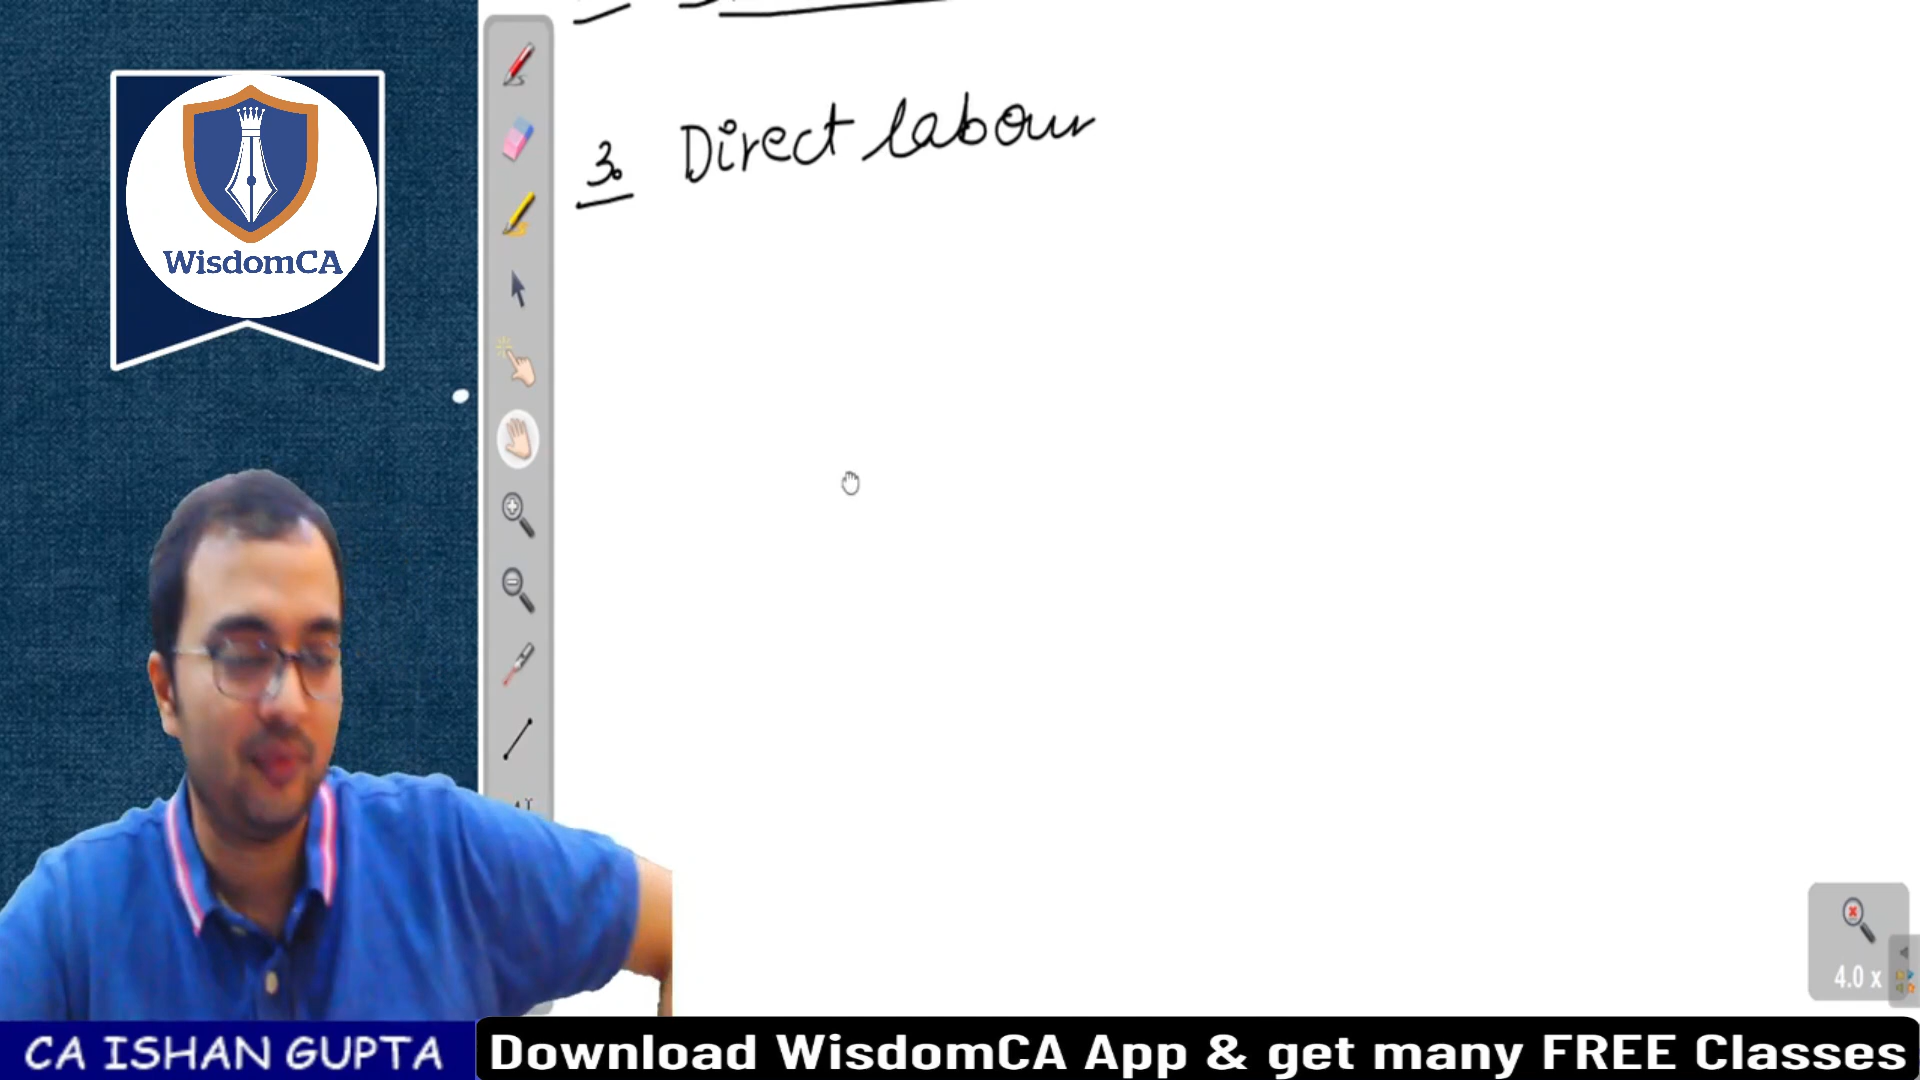 WisdomCA
3. Direct labour
4.0 x
CA ISHAN GUPTA
Download WisdomCA App & get many FREE Classes